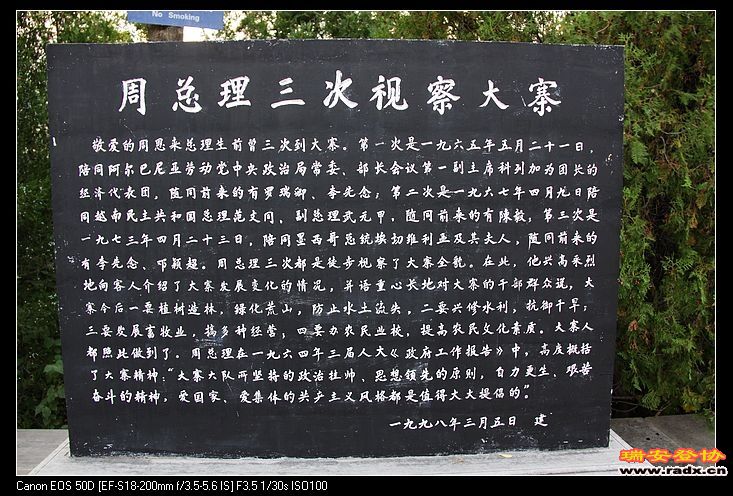 No Smoking
周总理三次视察大寨
敬爱的周恩来总理生前曾三次到大寨。第一次是一九六五年五月二十一日，
陪同阿尔巴尼亚劳动党中央政治局常委、部长会议第一副主席科列加为团长的
经济代表团，随同前来的有罗瑞卿、李先念；第二次是一九六七年四月九日陪
同越南民主共和国总理范文同，副总理武元甲，随同前来的有陳毅，第三次是
一九七三年四月二十三日，陪同墨西哥总统埃切维利亚及其夫人，随同前来的
有李先念、邓颖超。周总理三次都是徒步视察了大寨全貌。在此，他兴高采烈
地向客人介绍了大寨发展变化的情况，并语重心长地对大寨的干部群众说，大
寨今后一要植树造林，绿化荒山，防止水土流失，二要兴修水利，抗御干旱；
三要发展畜牧业，搞多种经营；四要办农民业校，提高农民文化素质。大寨人
都照此做到了。周总理在一九六四年三届人大《政府工作报告》中，高度概括
了大寨精神："大寨大队所坚持的政治挂帅、思想领先的原则，自力更生、艰苦
奋斗的精神，爱国家、爱集体的共产主义风格都是值得大大提倡的"。
一九九八年三月五日 建
瑞安登协
www.radx.cn
Canon EOS 50D [EF-S18-200mm f/3.5-5.6 IS] F3.5 1/30s ISO100